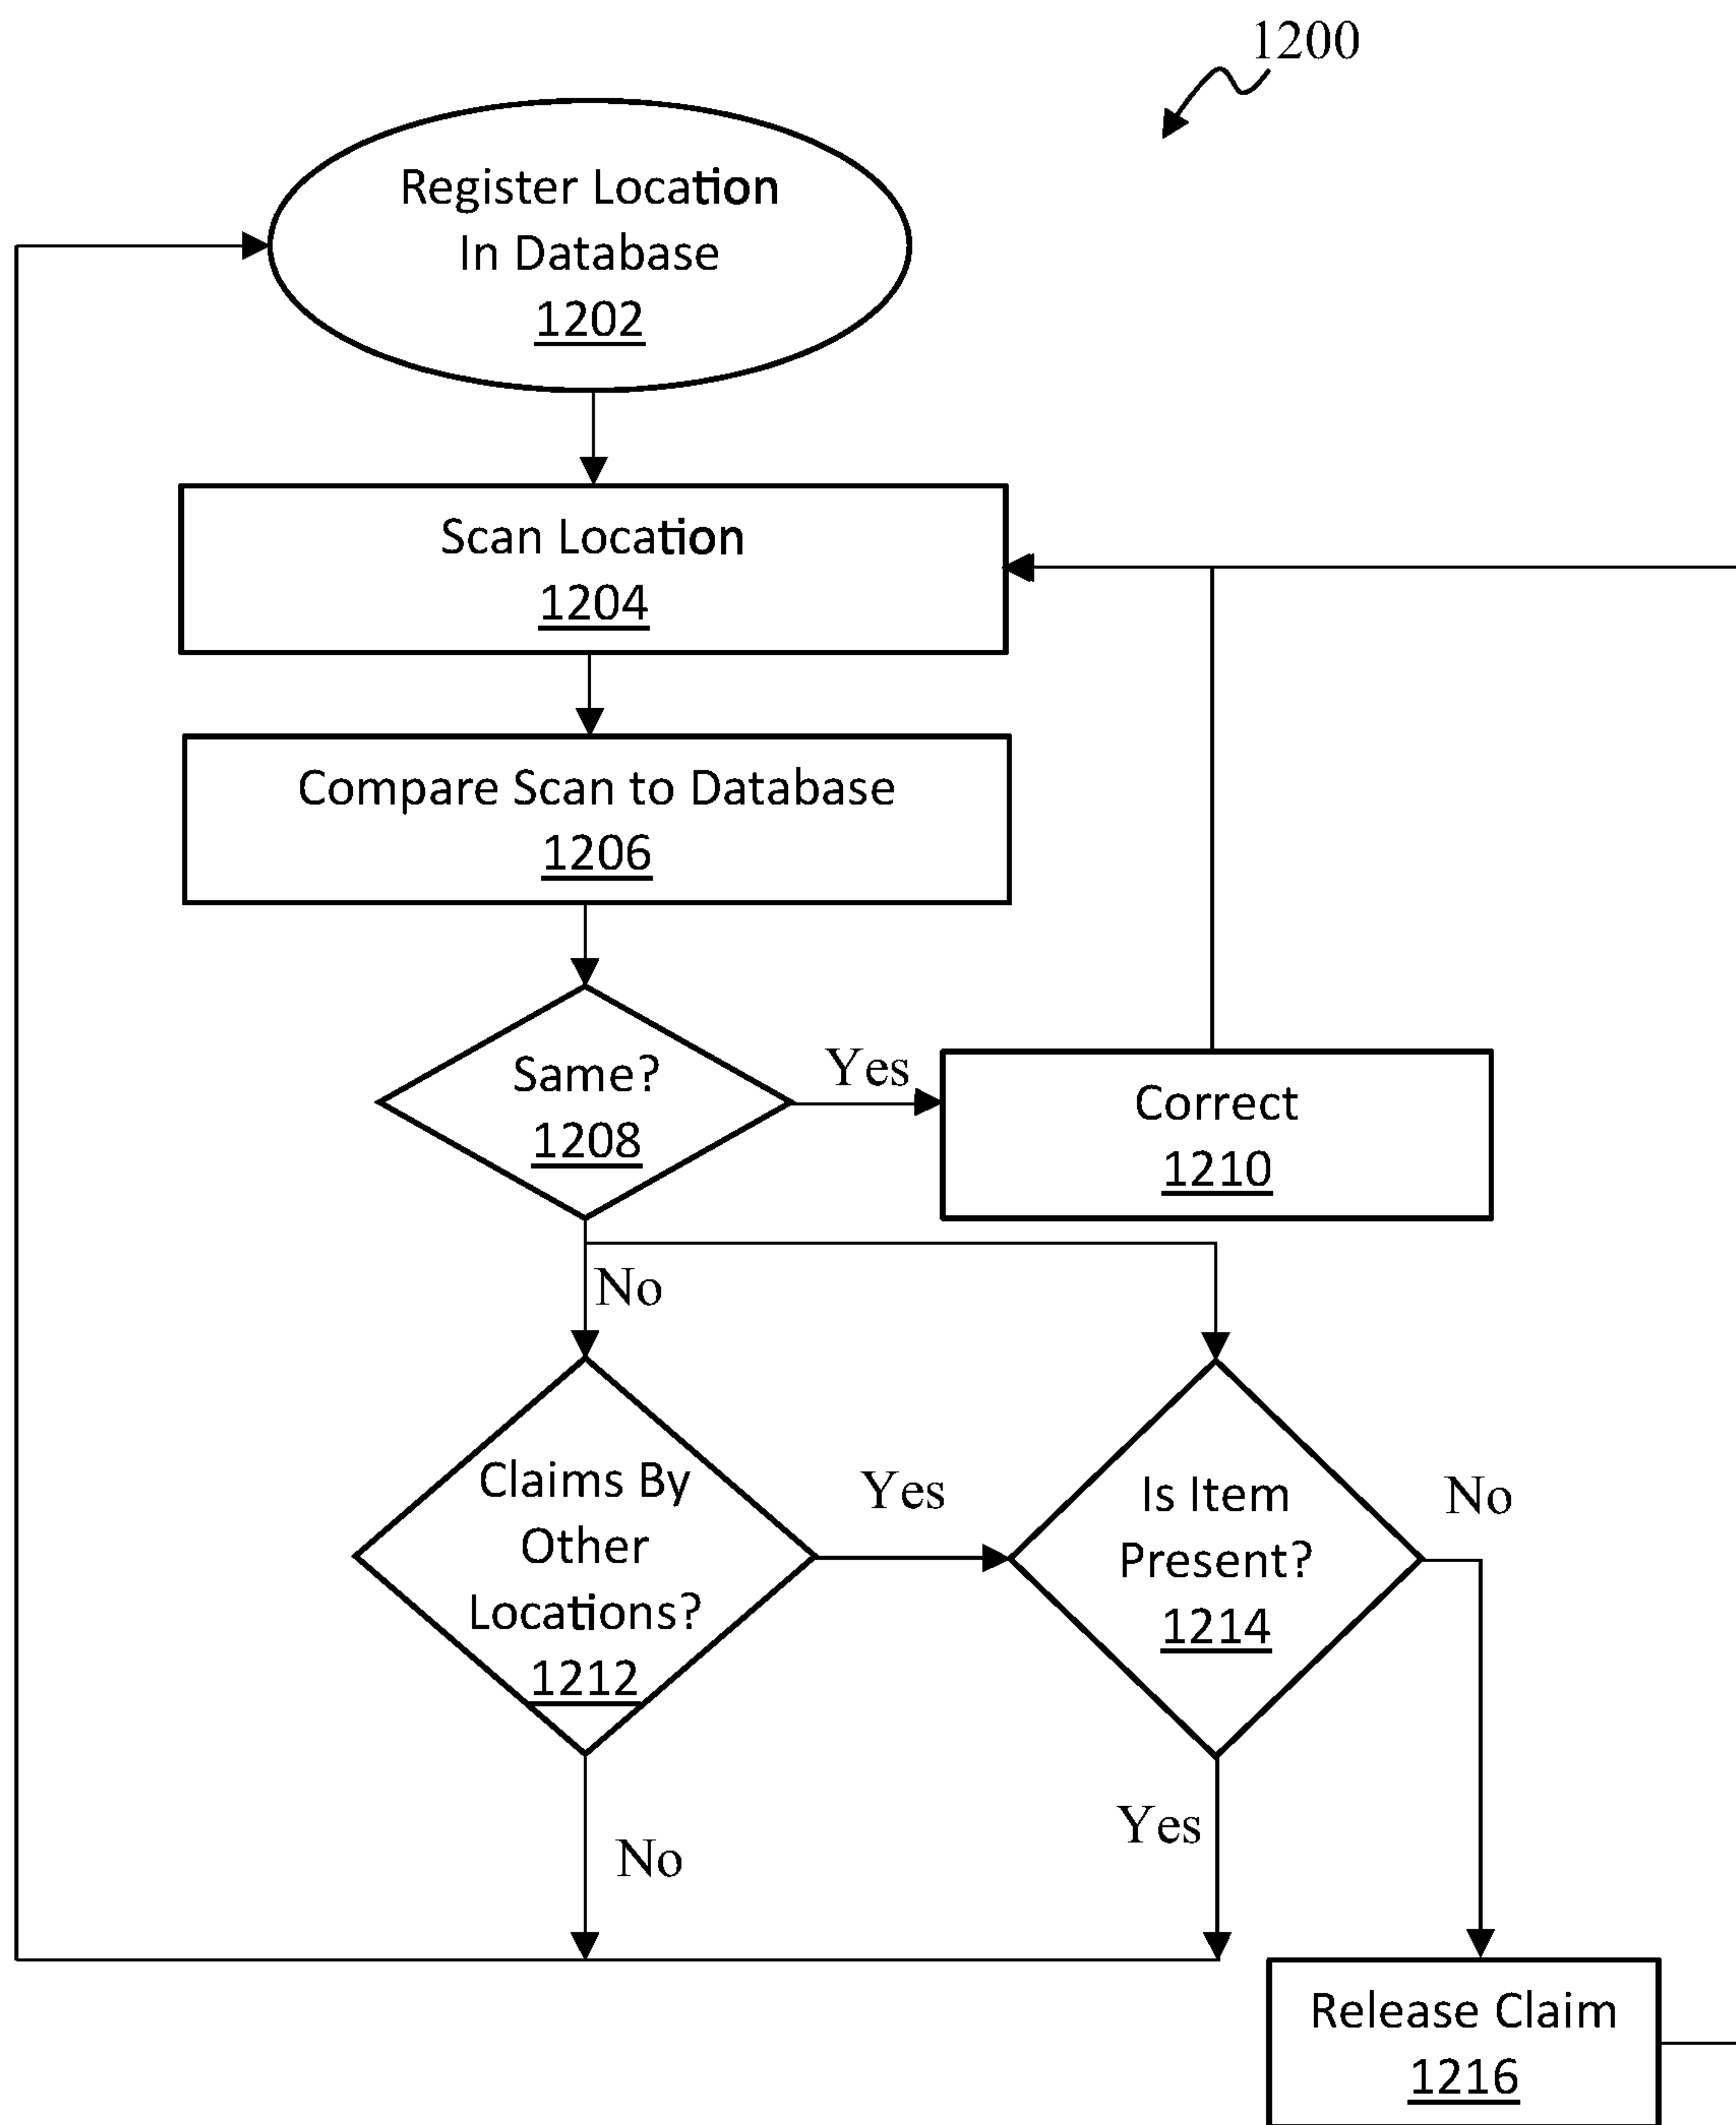 1200
Register Location
In Database
1202
Scan Location
1204
Compare Scan to Database
1206
Same?
1208
Yes
Correct
1210
No
Claims By
Other
Locations?
1212
Yes
Is Item
Present?
1214
No
No
Yes
Release Claim
1216